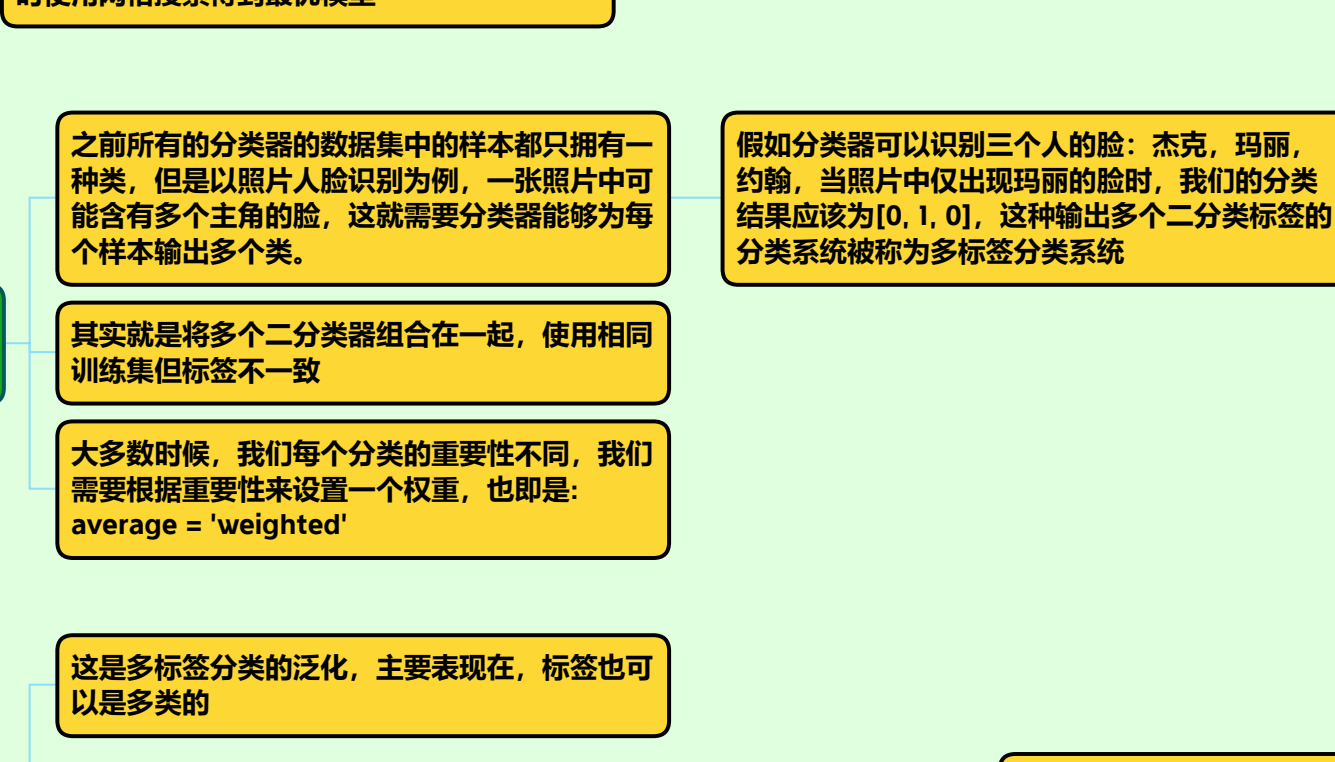 之前所有的分类器的数据集中的样本都只拥有一
种类，但是以照片人脸识别为例，一张照片中可
能含有多个主角的脸，这就需要分类器能够为每
个样本输出多个类。
假如分类器可以识别三个人的脸：杰克，玛丽，
约翰，当照片中仅出现玛丽的脸时，我们的分类
结果应该为[0, 1, 0]，这种输出多个二分类标签的
分类系统被称为多标签分类系统
其实就是将多个二分类器组合在一起，使用相同
训练集但标签不一致
大多数时候，我们每个分类的重要性不同，我们
需要根据重要性来设置一个权重，也即是:
average = 'weighted'
这是多标签分类的泛化，主要表现在，标签也可
以是多类的